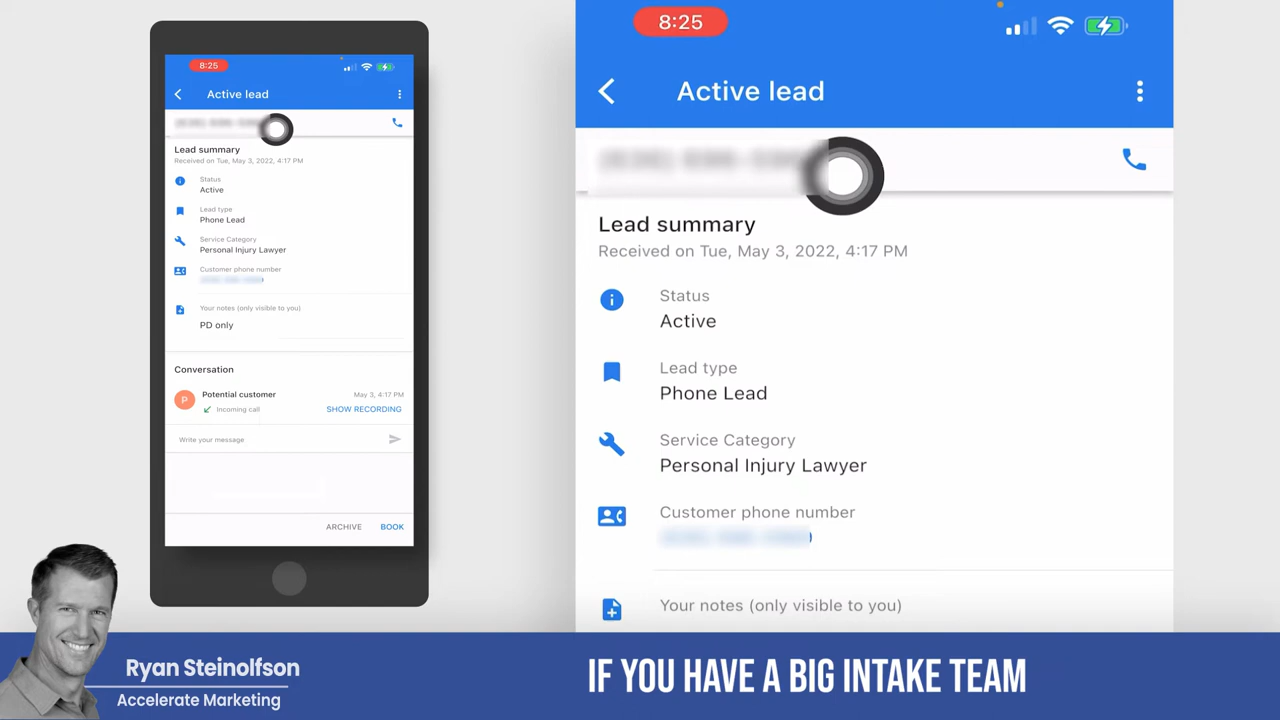 8:25
Active lead
Lead summary
Received on Tue, May 3, 2022, 4:17 PM
Status
Active
Lead type
Phone Lead
Service Category
Personal Injury Lawyer
Customer phone number
Your notes (only visible to you)
PD only
Conversation
P
Potential customer
May 3, 4:17 PM
Incoming call
SHOW RECORDING
Write your message
ARCHIVE
BOOK
8:25
Active lead
Lead summary
Received on Tue, May 3, 2022, 4:17 PM
Status
Active
Lead type
Phone Lead
Service Category
Personal Injury Lawyer
Customer phone number
Your notes (only visible to you)
Ryan Steinolfson
Accelerate Marketing
IF YOU HAVE A BIG INTAKE TEAM